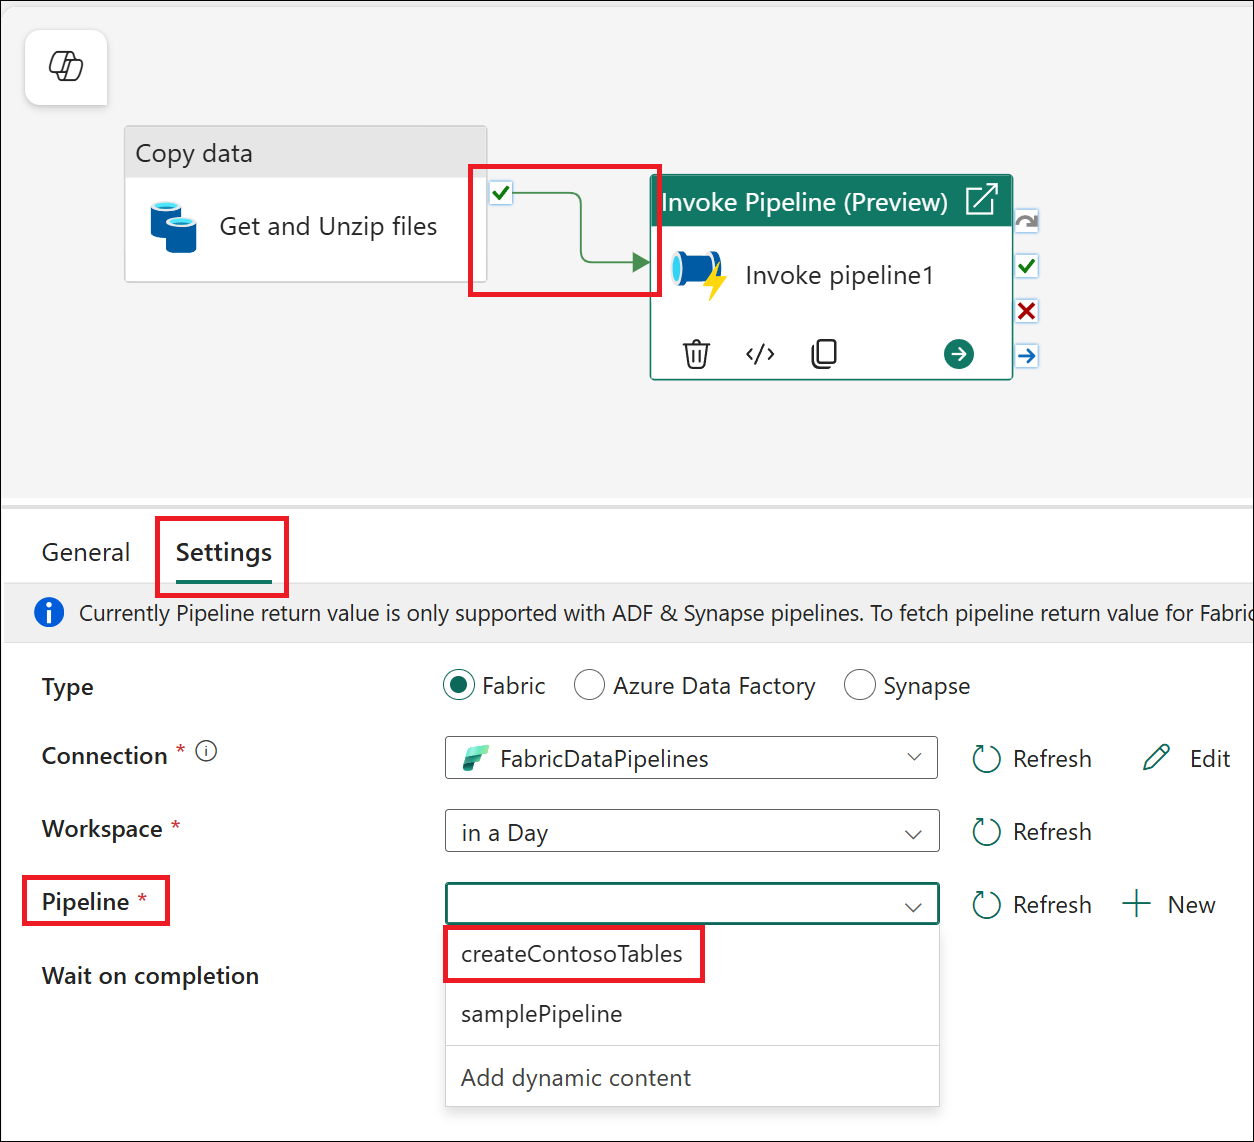 Copy data
Get and Unzip files
Invoke Pipeline (Preview)
Invoke pipeline1
General Settings
Currently Pipeline return value is only supported with ADF & Synapse pipelines. To fetch pipeline return value for Fabric
Type Fabric Azure Data Factory Synapse
Connection * FabricDataPipelines Refresh Edit
Workspace * in a Day Refresh
Pipeline * Refresh New
createContosoTables
Wait on completion
samplePipeline
Add dynamic content